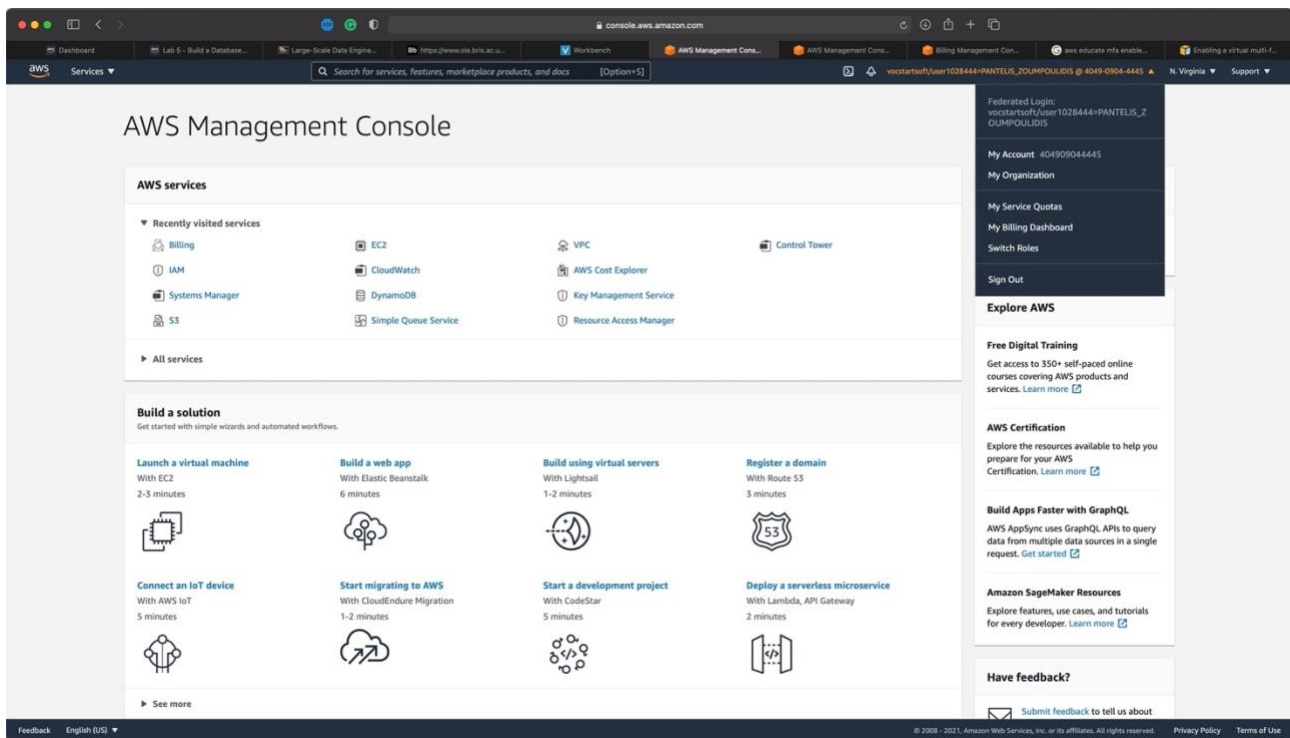 console.aws.amazon.com
Dashboard
Lab 5 - Build a Database...
Large-Scale Data Engine...
Bb https://www.ole.bris.ac.u...
Workbench
AWS Management Cons...
AWS Management Cons...
Billing Management Con...
aws educate mfa enable...
Enabling a virtual multi-f...
aws
Services
Search for services, features, marketplace products, and docs [Option+S]
vocstartsoft/user1028444=PANTELIS_ZOUMPOULIDIS @ 4049-0904-4445
N. Virginia
Support
Federated Login:
vocstartsoft/user1028444=PANTELIS_Z
OUMPOULIDIS
My Account 404909044445
My Organization
My Service Quotas
My Billing Dashboard
Switch Roles
Sign Out
AWS Management Console
AWS services
Recently visited services
Billing
EC2
VPC
Control Tower
IAM
CloudWatch
AWS Cost Explorer
Systems Manager
DynamoDB
Key Management Service
S3
Simple Queue Service
Resource Access Manager
All services
Build a solution
Get started with simple wizards and automated workflows.
Launch a virtual machine
With EC2
2-3 minutes
Build a web app
With Elastic Beanstalk
6 minutes
Build using virtual servers
With Lightsail
1-2 minutes
Register a domain
With Route 53
3 minutes
53
Connect an IoT device
With AWS IoT
5 minutes
Start migrating to AWS
With CloudEndure Migration
1-2 minutes
Start a development project
With CodeStar
5 minutes
Deploy a serverless microservice
With Lambda, API Gateway
2 minutes
See more
Explore AWS
Free Digital Training
Get access to 350+ self-paced online
courses covering AWS products and
services. Learn more
AWS Certification
Explore the resources available to help you
prepare for your AWS
Certification. Learn more
Build Apps Faster with GraphQL
AWS AppSync uses GraphQL APIs to query
data from multiple data sources in a single
request. Get started
Amazon SageMaker Resources
Explore features, use cases, and tutorials
for every developer. Learn more
Have feedback?
Submit feedback to tell us about
Feedback
English (US)
© 2008 - 2021, Amazon Web Services, Inc. or its affiliates. All rights reserved.
Privacy Policy
Terms of Use